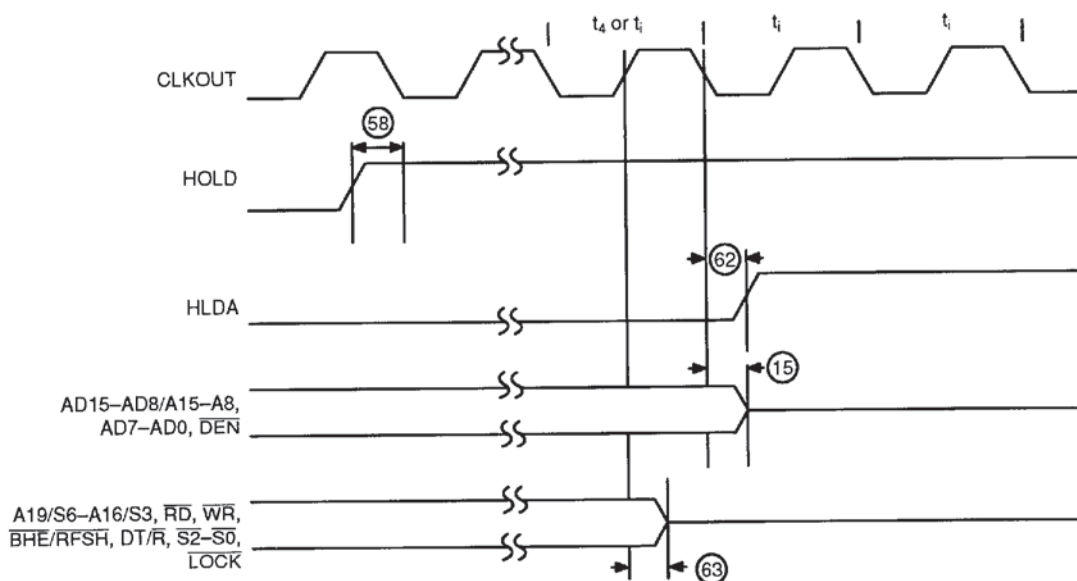 t4 or ti
ti
ti
CLKOUT
58
HOLD
62
HLDA
15
AD15–AD8/A15–A8,
AD7–AD0, DEN
A19/S6–A16/S3, RD, WR,
BHE/RFSH, DT/R, S2–S0,
LOCK
63